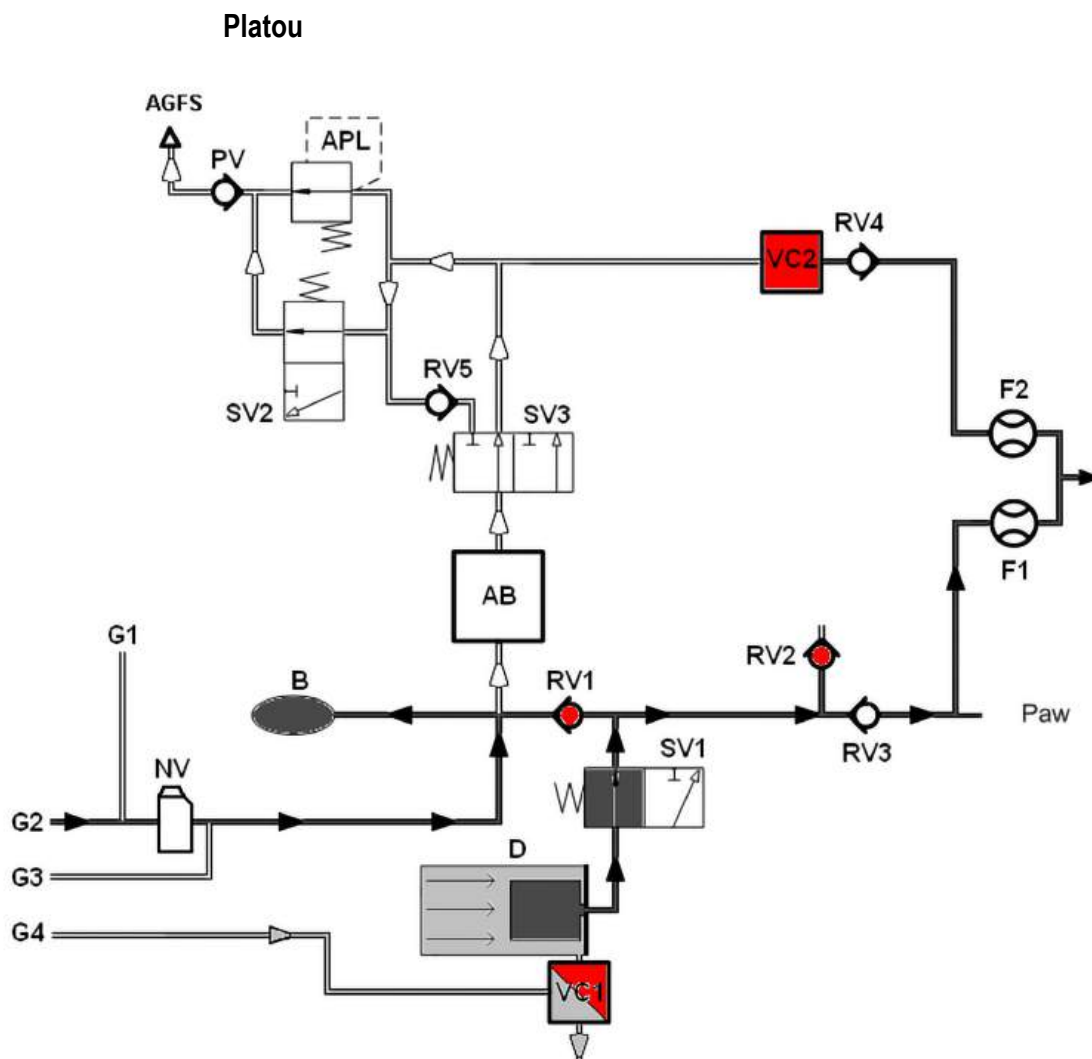 Platou
AGFS
PV
APL
RV4
VC2
RV5
SV2
SV3
F2
F1
AB
G1
B
RV1
RV2
Paw
RV3
SV1
NV
G2
D
G3
G4
VC1